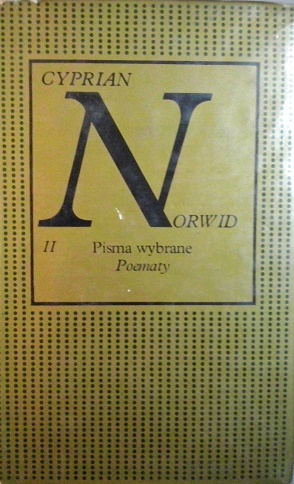 CYPRIAN
NORWID
II Pisma wybrane
Poematy